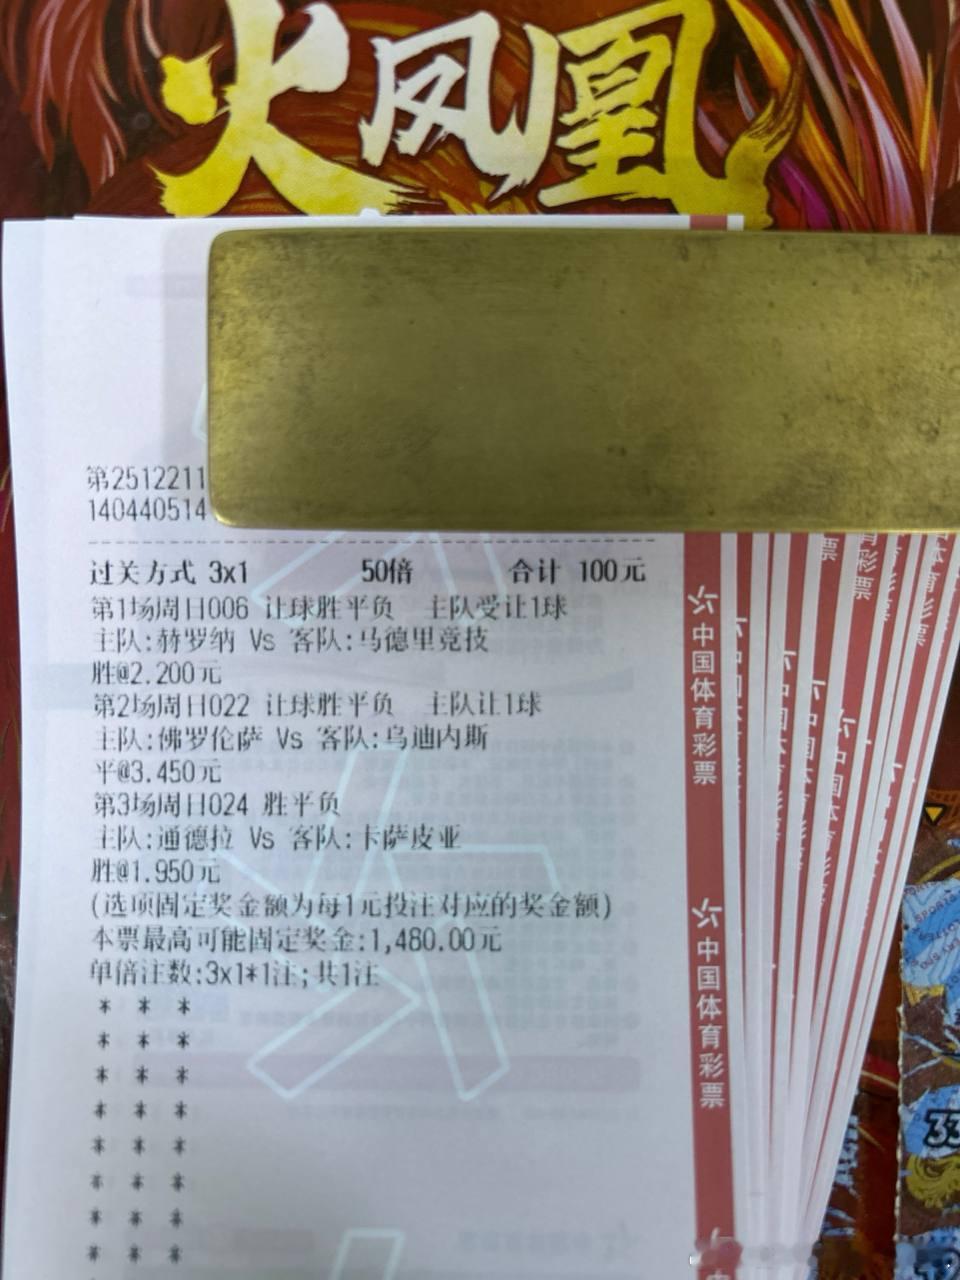 火凤凰
第25122211
140440514
过关方式 3x1 50倍 合计 100元
第1场周日006 让球胜平负 主队受让1球
主队:赫罗纳 Vs 客队:马德里竞技
胜@2.200元
第2场周日022 让球胜平负 主队让1球
主队:佛罗伦萨 Vs 客队:乌迪内斯
平@3.450元
第3场周日024 胜平负
主队:通德拉 Vs 客队:卡萨皮亚
胜@1.950元
(选项固定奖金额为每1元投注对应的奖金额)
本票最高可能固定奖金:1,480.00元
单倍注数:3x1*1注;共1注
* * *
* * *
* * *
* * *
* * *
* * *
* * *
* * *
中国体育彩票
中国体育彩票
33